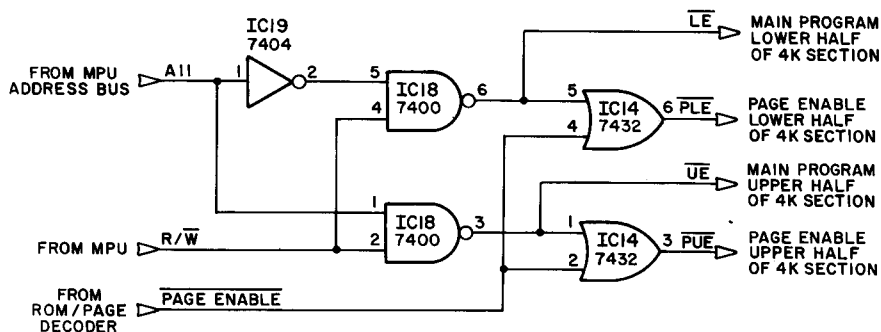 IC19
7404
FROM MPU
ADDRESS BUS
A11
1
2
5
4
IC18
7400
6
LE
MAIN PROGRAM
LOWER HALF
OF 4K SECTION
5
4
IC14
7432
6
PLE
PAGE ENABLE
LOWER HALF
OF 4K SECTION
UE
MAIN PROGRAM
UPPER HALF
OF 4K SECTION
1
2
IC18
7400
3
1
2
IC14
7432
3
PUE
PAGE ENABLE
UPPER HALF
OF 4K SECTION
FROM MPU
R/W̅
FROM
ROM/PAGE
DECODER
PAGE ENABLE